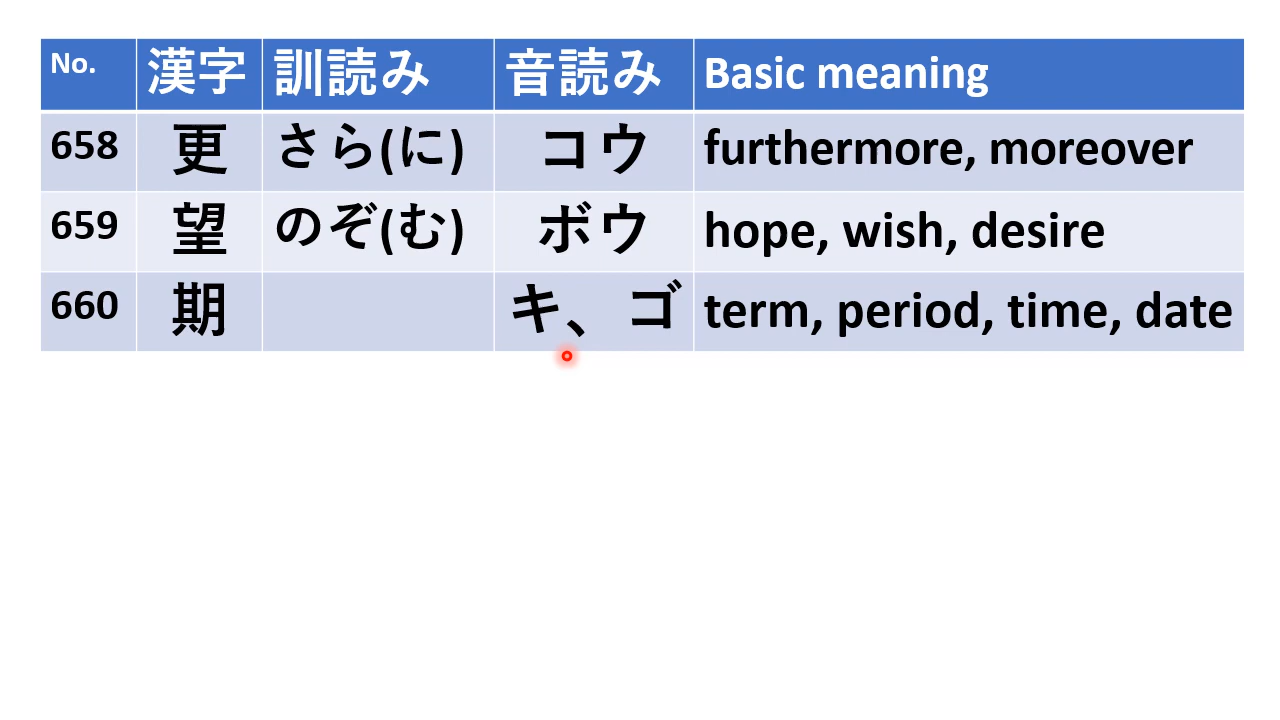 No. 漢字 訓読み 音読み Basic meaning
658 更 さら(に) コウ furthermore, moreover
659 望 のぞ(む) ボウ hope, wish, desire
660 期 キ、ゴ term, period, time, date